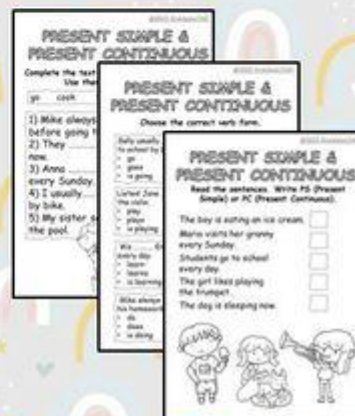 PRESENT SIMPLE &
PRESENT CONTINUOUS
Complete the text
Use the
go cook
1) Mike always
before going t
2) They
now.
3) Anna
every Sunday.
4) I usually
by bike.
5) My sister s
the pool.
PRESENT SIMPLE &
PRESENT CONTINUOUS
Choose the correct verb form.
Sally usually
to school by
go
goes
is going
Listen! Jane
the violin.
play
plays
is playing
We
every day.
learn
learns
is learning
Mike always
his homework
do
does
is doing
PRESENT SIMPLE &
PRESENT CONTINUOUS
Read the sentences. Write PS (Present
Simple) or PC (Present Continuous).
The boy is eating an ice cream.
Maria visits her granny
every Sunday.
Students go to school
every day.
The girl likes playing
the trumpet.
The dog is sleeping now.